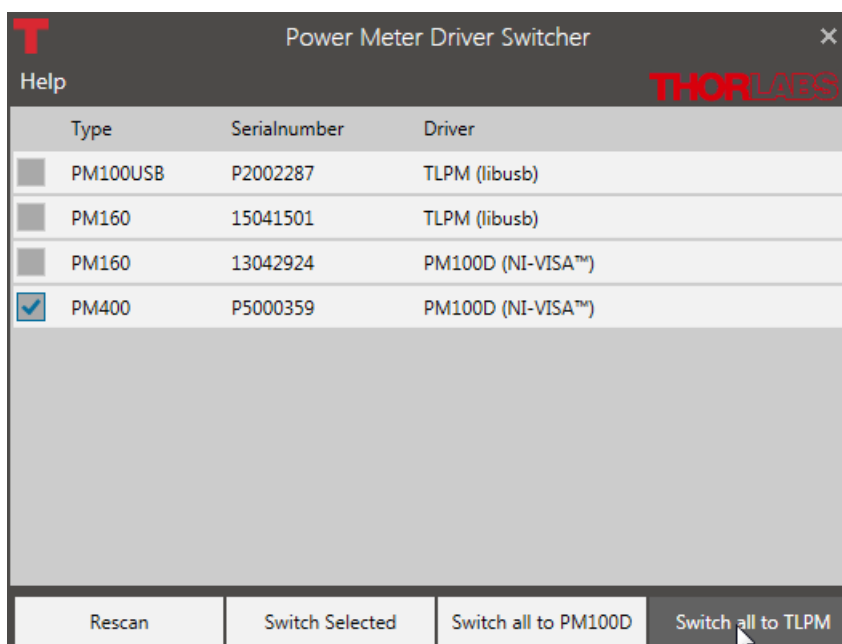 Power Meter Driver Switcher
Help
THORLABS
Type Serialnumber Driver
PM100USB P2002287 TLPM (libusb)
PM160 15041501 TLPM (libusb)
PM160 13042924 PM100D (NI-VISA™)
PM400 P5000359 PM100D (NI-VISA™)
Rescan Switch Selected Switch all to PM100D Switch all to TLPM